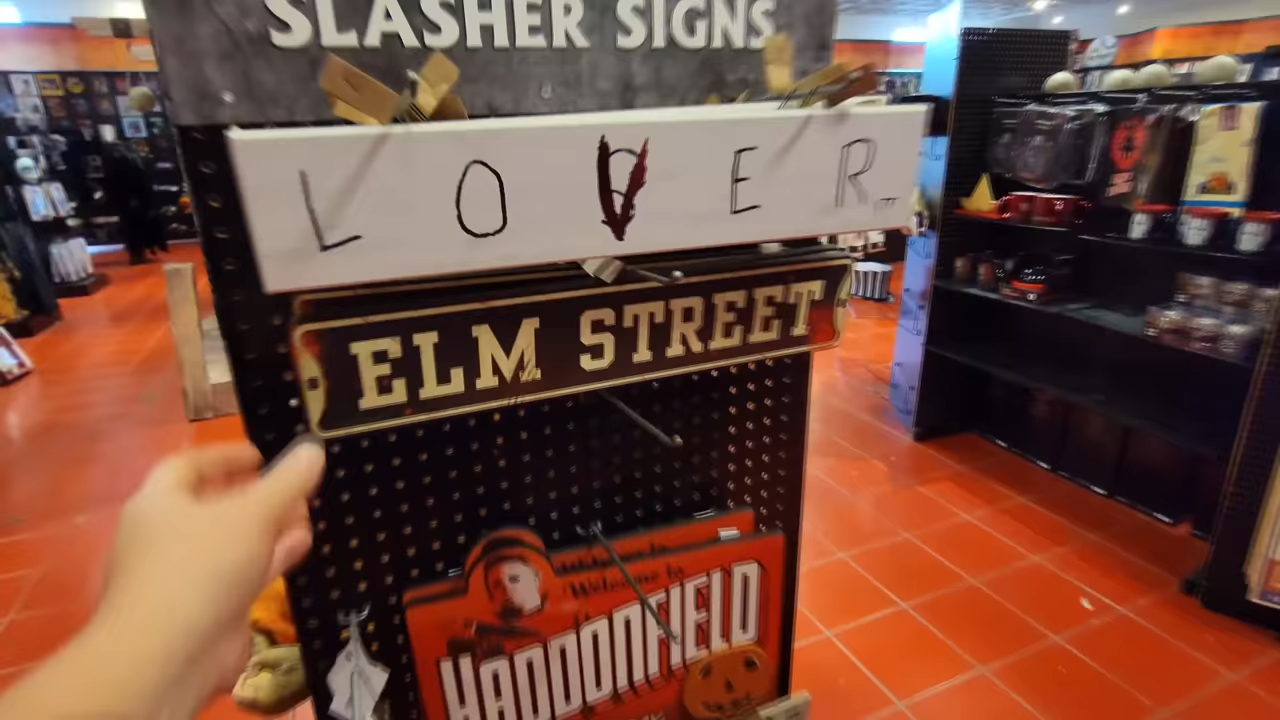 SLASHER SIGNS
LOVER
ELM STREET
Welcome to
HADDONFIELD